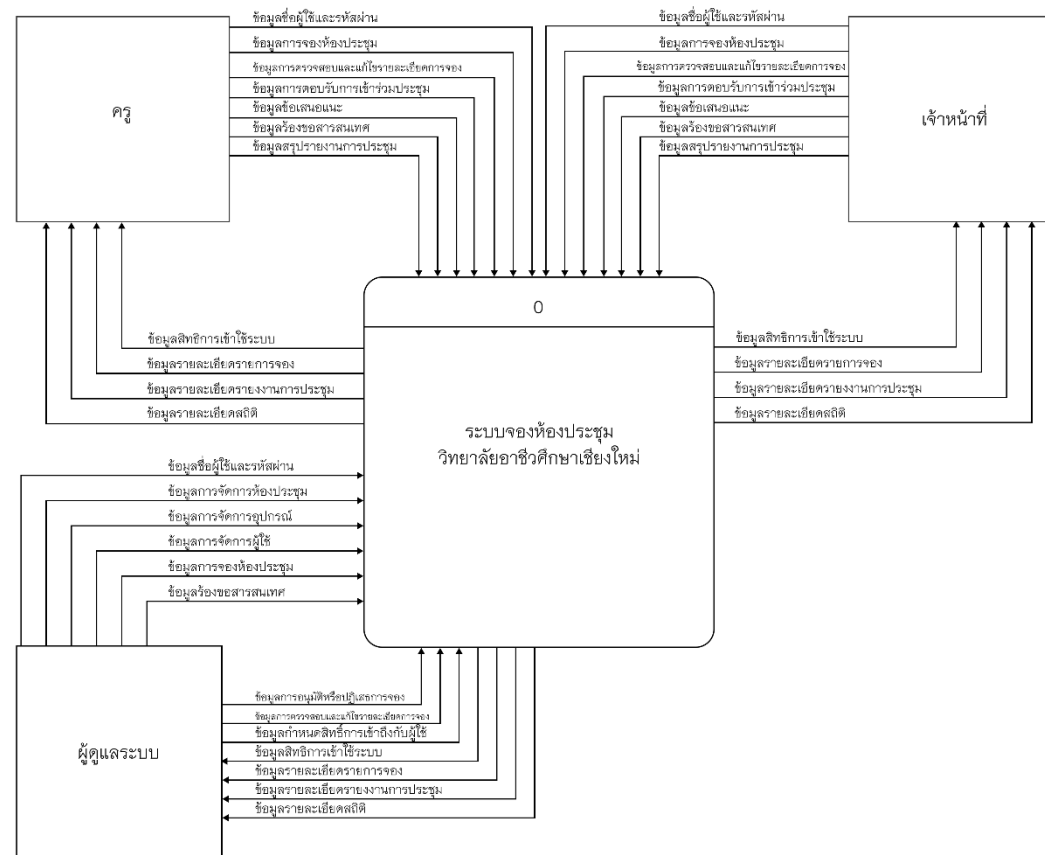 ข้อมูลชื่อผู้ใช้และรหัสผ่าน
ข้อมูลการจองห้องประชุม
ข้อมูลการตรวจสอบและแก้ไขรายละเอียดการจอง
ข้อมูลการตอบรับการเข้าร่วมประชุม
ข้อมูลข้อเสนอแนะ
ข้อมูลร้องขอสารสนเทศ
ข้อมูลสรุปรายงานการประชุม
ครู
ข้อมูลชื่อผู้ใช้และรหัสผ่าน
ข้อมูลการจองห้องประชุม
ข้อมูลการตรวจสอบและแก้ไขรายละเอียดการจอง
ข้อมูลการตอบรับการเข้าร่วมประชุม
ข้อมูลข้อเสนอแนะ
ข้อมูลร้องขอสารสนเทศ
ข้อมูลสรุปรายงานการประชุม
เจ้าหน้าที่
0
ข้อมูลสิทธิการเข้าใช้ระบบ
ข้อมูลรายละเอียดรายการจอง
ข้อมูลรายละเอียดรายงงานการประชุม
ข้อมูลรายละเอียดสถิติ
ระบบจองห้องประชุม
วิทยาลัยอาชีวศึกษาเชียงใหม่
ข้อมูลสิทธิการเข้าใช้ระบบ
ข้อมูลรายละเอียดรายการจอง
ข้อมูลรายละเอียดรายงงานการประชุม
ข้อมูลรายละเอียดสถิติ
ข้อมูลชื่อผู้ใช้และรหัสผ่าน
ข้อมูลการจัดการห้องประชุม
ข้อมูลการจัดการอุปกรณ์
ข้อมูลการจัดการผู้ใช้
ข้อมูลการจองห้องประชุม
ข้อมูลร้องขอสารสนเทศ
ผู้ดูแลระบบ
ข้อมูลการอนุมัติหรือปฏิเสธการจอง
ข้อมูลการตรวจสอบและแก้ไขรายละเอียดการจอง
ข้อมูลกำหนดสิทธิ์การเข้าถึงกับผู้ใช้
ข้อมูลสิทธิการเข้าใช้ระบบ
ข้อมูลรายละเอียดรายการจอง
ข้อมูลรายละเอียดรายงงานการประชุม
ข้อมูลรายละเอียดสถิติ